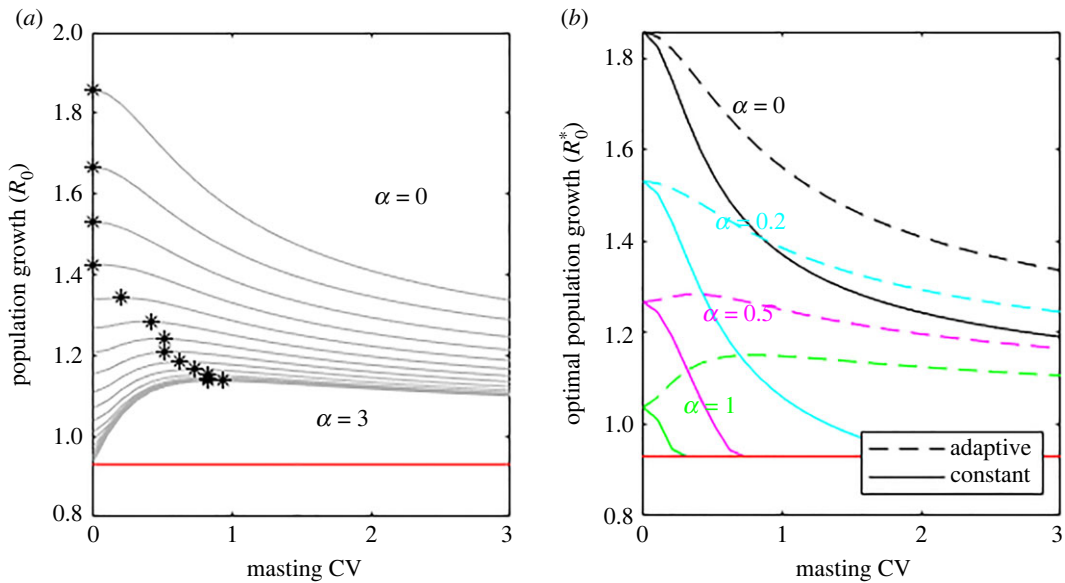 (a)
2.0
1.8
1.6
1.4
1.2
1.0
0.8
population growth (R0)
α = 0
α = 3
0
1
2
3
masting CV
(b)
1.8
1.6
1.4
1.2
1.0
0.8
optimal population growth (R0*)
α = 0
α = 0.2
α = 0.5
α = 1
adaptive
constant
0
1
2
3
masting CV